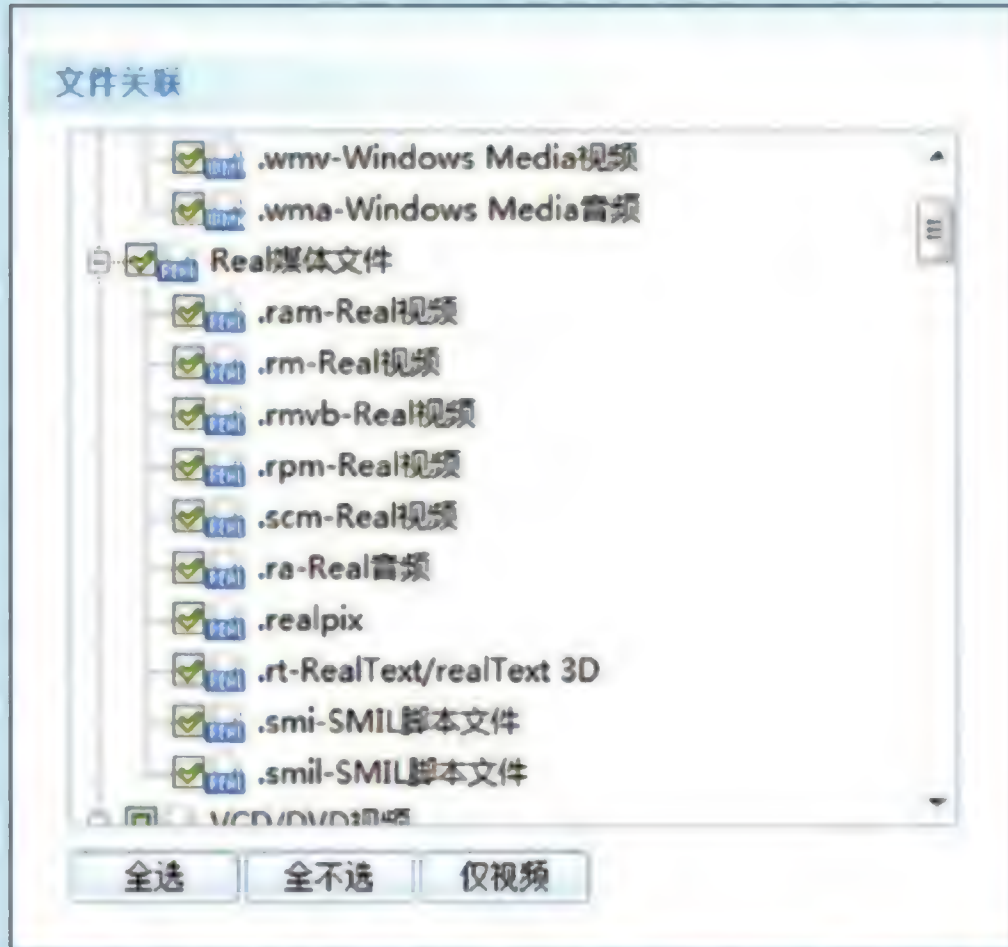 文件关联
.wmv-Windows Media视频
.wma-Windows Media音频
Real媒体文件
.ram-Real视频
.rm-Real视频
.rmvb-Real视频
.rpm-Real视频
.scm-Real视频
.ra-Real音频
.realpix
.rt-RealText/realText 3D
.smi-SMIL脚本文件
.smil-SMIL脚本文件
VCD/DVD视频
全选 全不选 仅视频